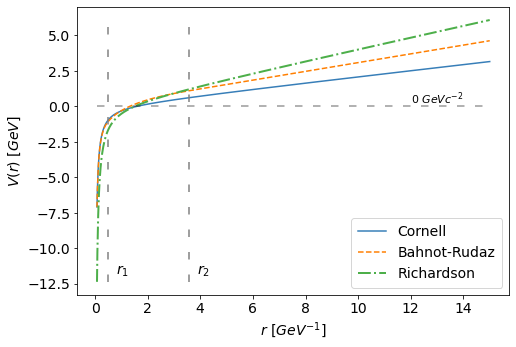 5.0
2.5
0.0
−2.5
−5.0
−7.5
−10.0
−12.5
V(r) [GeV]
0 GeVc⁻²
r₁
r₂
Cornell
Bahnot-Rudaz
Richardson
0 2 4 6 8 10 12 14
r [GeV⁻¹]